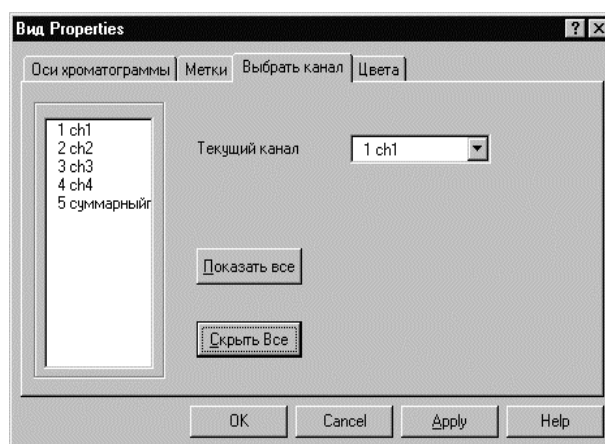 Вид Properties
Оси хроматограммы Метки Выбрать канал Цвета
1 ch1
2 ch2
3 ch3
4 ch4
5 суммарныйг
Текущий канал 1 ch1
Показать все
Скрыть Все
OK Cancel Apply Help